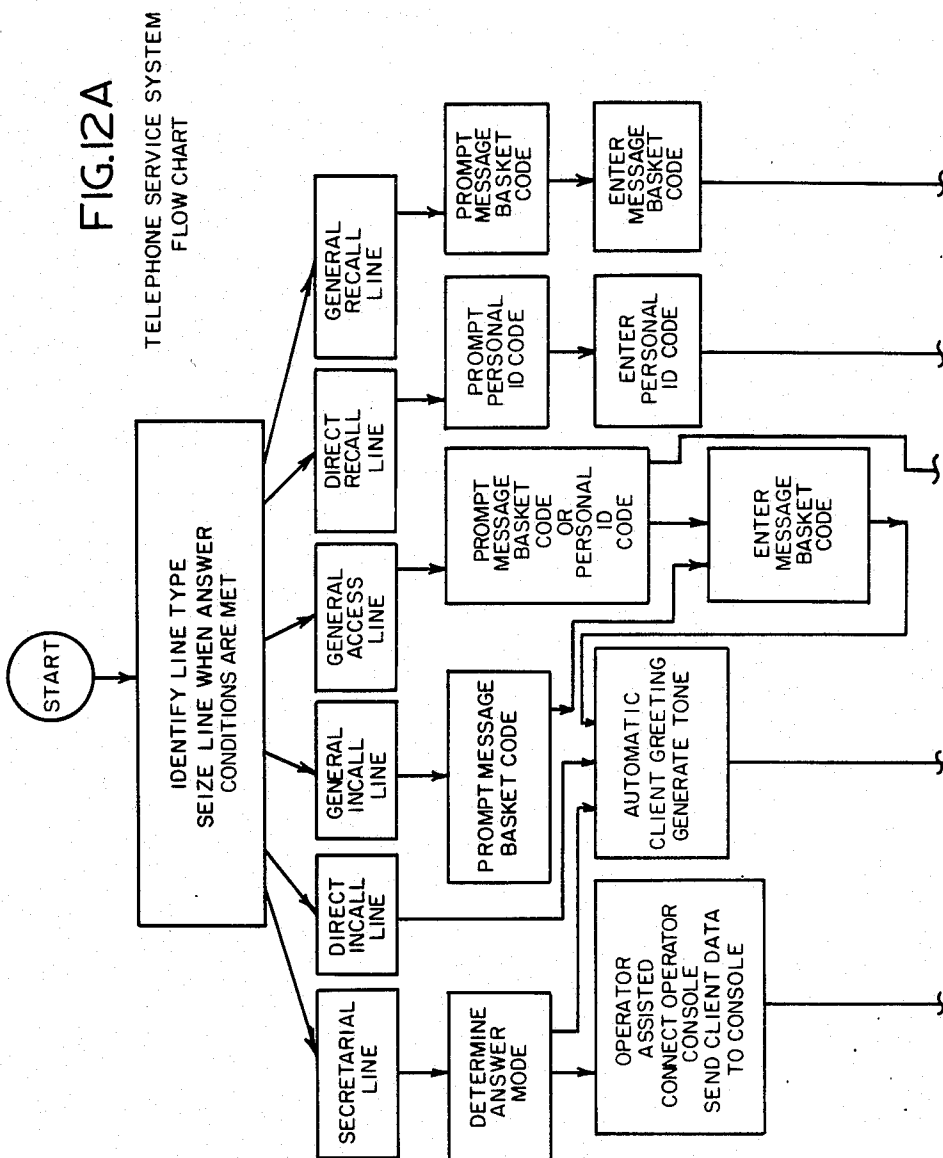 FIG.12A
TELEPHONE SERVICE SYSTEM
FLOW CHART
START
IDENTIFY LINE TYPE
SEIZE LINE WHEN ANSWER
CONDITIONS ARE MET
SECRETARIAL
LINE
DIRECT
INCALL
LINE
GENERAL
INCALL
LINE
GENERAL
ACCESS
LINE
DIRECT
RECALL
LINE
GENERAL
RECALL
LINE
DETERMINE
ANSWER
MODE
PROMPT MESSAGE
BASKET CODE
PROMPT
MESSAGE
BASKET
CODE
OR
PERSONAL
ID
CODE
PROMPT
PERSONAL
ID CODE
PROMPT
MESSAGE
BASKET
CODE
OPERATOR
ASSISTED
CONNECT OPERATOR
CONSOLE
SEND CLIENT DATA
TO CONSOLE
AUTOMATIC
CLIENT GREETING
GENERATE TONE
ENTER
MESSAGE
BASKET
CODE
ENTER
PERSONAL
ID CODE
ENTER
MESSAGE
BASKET
CODE